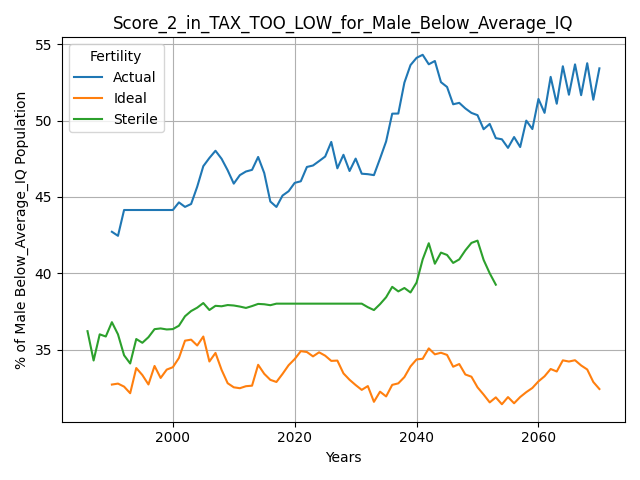 Score_2_in_TAX_TOO_LOW_for_Male_Below_Average_IQ
Fertility
Actual
Ideal
Sterile
% of Male Below_Average_IQ Population
55
50
45
40
35
2000
2020
2040
2060
Years